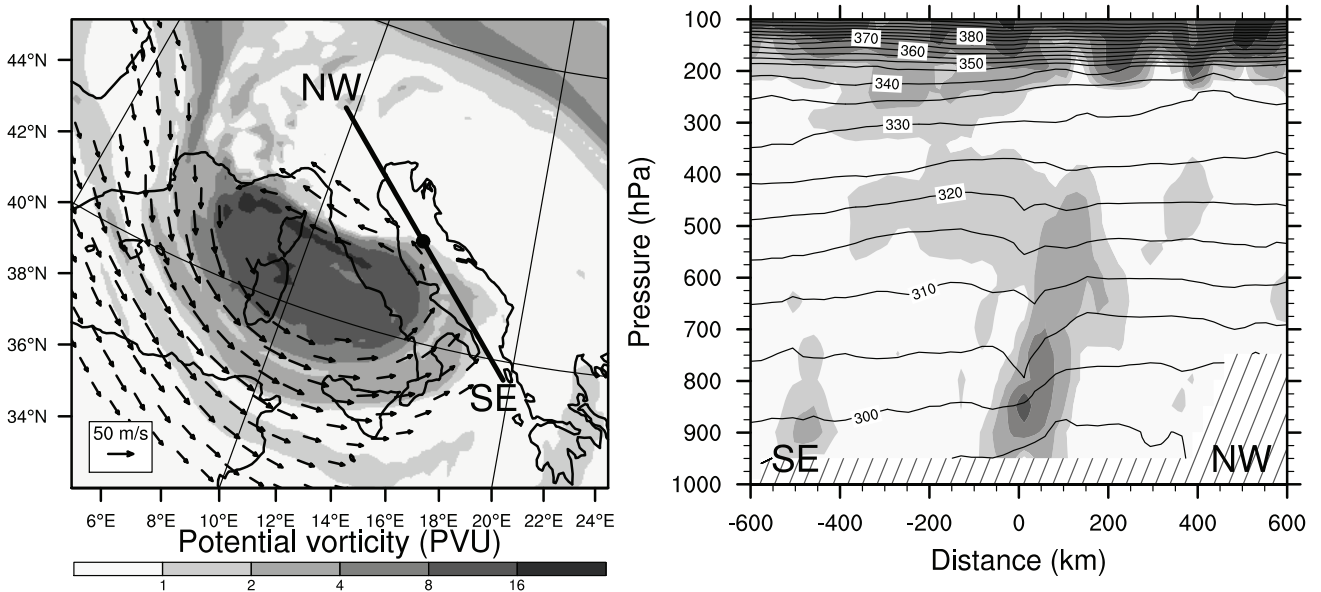 44°N
42°N
40°N
38°N
36°N
34°N
NW
SE
50 m/s
6°E 8°E 10°E 12°E 14°E 16°E 18°E 20°E 22°E 24°E
Potential vorticity (PVU)
1 2 4 8 16
Pressure (hPa)
100
200
300
400
500
600
700
800
900
1000
370 380
360
350
340
330
320
310
300
SE NW
-600 -400 -200 0 200 400 600
Distance (km)